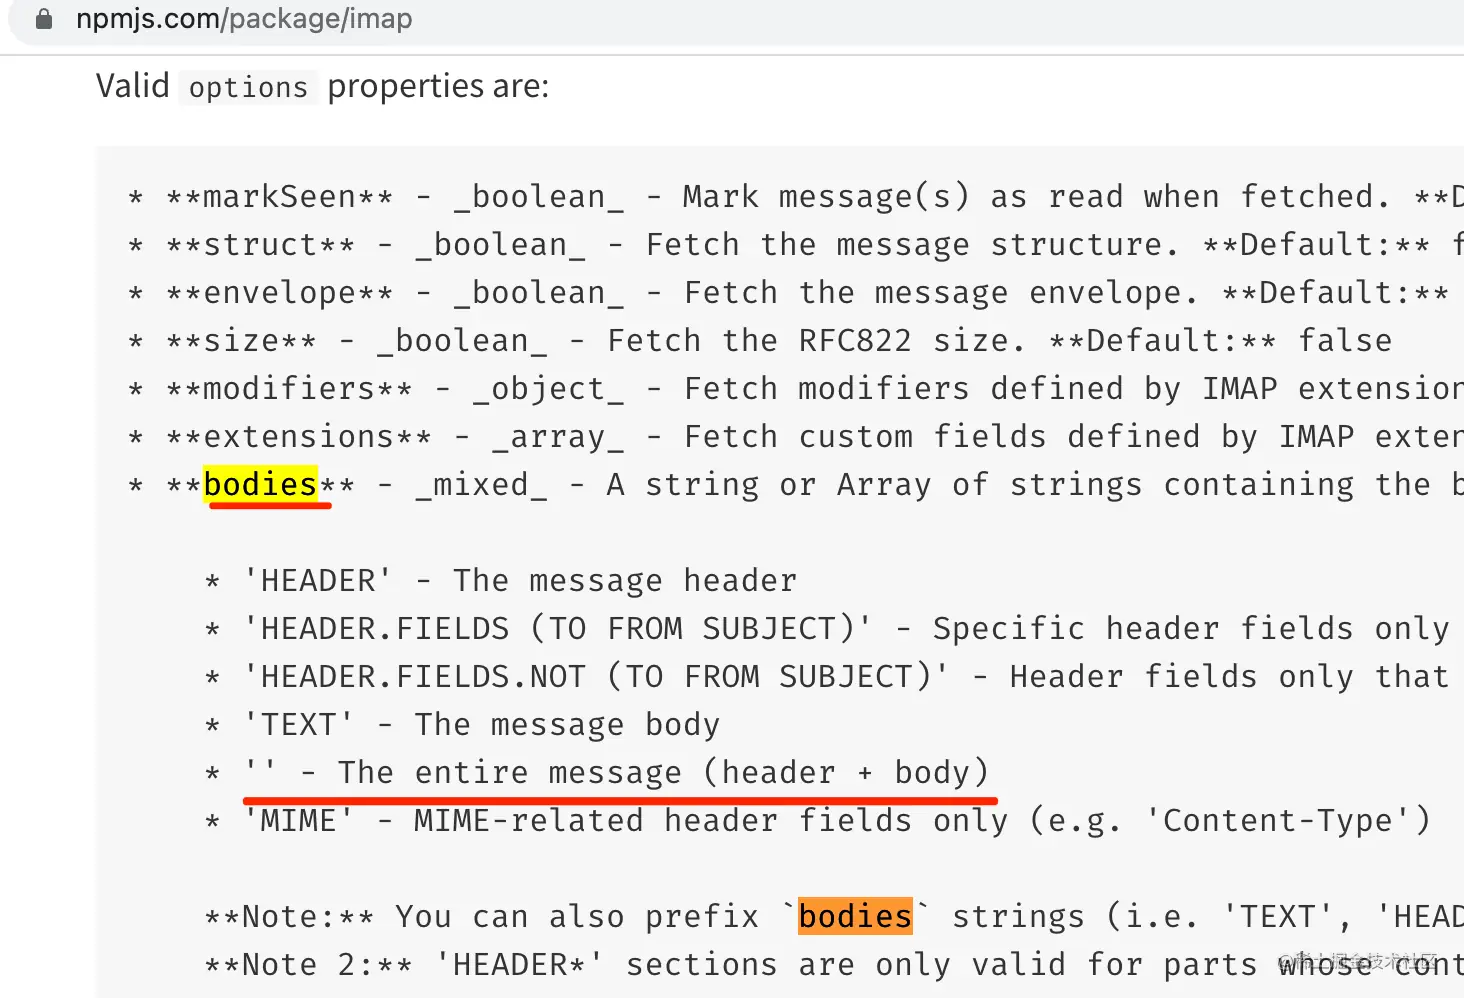 npmjs.com/package/imap
Valid options properties are:
* **markSeen** - _boolean_ - Mark message(s) as read when fetched. **D
* **struct** - _boolean_ - Fetch the message structure. **Default:** f
* **envelope** - _boolean_ - Fetch the message envelope. **Default:**
* **size** - _boolean_ - Fetch the RFC822 size. **Default:** false
* **modifiers** - _object_ - Fetch modifiers defined by IMAP extension
* **extensions** - _array_ - Fetch custom fields defined by IMAP exten
* **bodies** - _mixed_ - A string or Array of strings containing the b
* 'HEADER' - The message header
* 'HEADER.FIELDS (TO FROM SUBJECT)' - Specific header fields only
* 'HEADER.FIELDS.NOT (TO FROM SUBJECT)' - Header fields only that
* 'TEXT' - The message body
* '' - The entire message (header + body)
* 'MIME' - MIME-related header fields only (e.g. 'Content-Type')
**Note:** You can also prefix `bodies` strings (i.e. 'TEXT', 'HEAD
**Note 2:** 'HEADER*' sections are only valid for parts whose cont
@稀土掘金技术社区